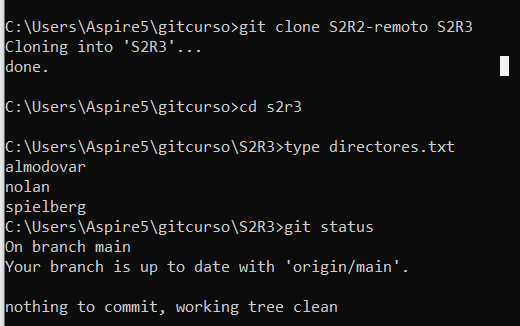 C:\Users\Aspire5\gitcurso>git clone S2R2-remoto S2R3
Cloning into 'S2R3'...
done.
C:\Users\Aspire5\gitcurso>cd s2r3
C:\Users\Aspire5\gitcurso\S2R3>type directores.txt
almodovar
nolan
spielberg
C:\Users\Aspire5\gitcurso\S2R3>git status
On branch main
Your branch is up to date with 'origin/main'.
nothing to commit, working tree clean